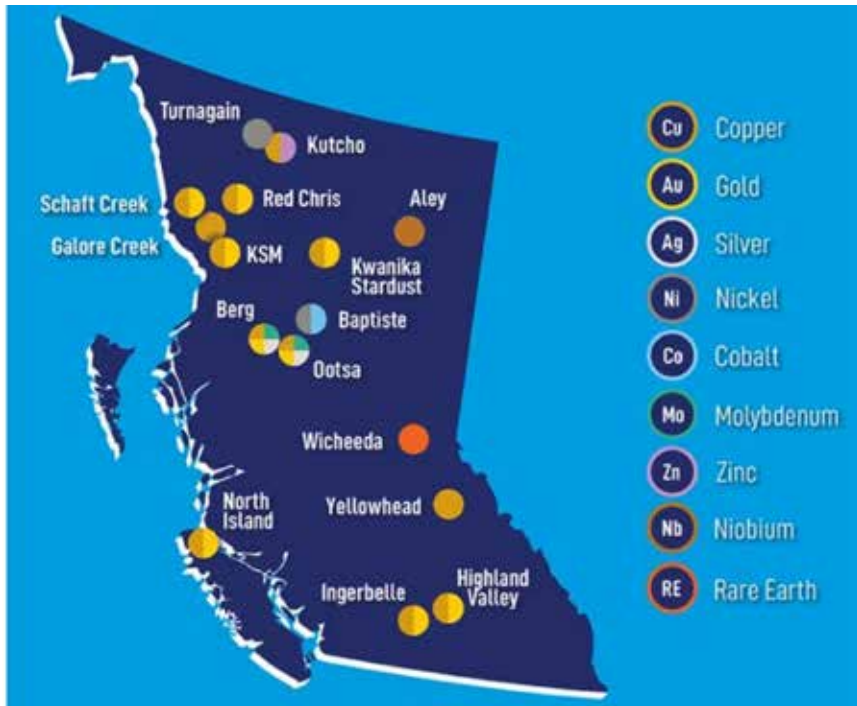 Turnagain
Kutcho
Schaft Creek
Red Chris
Aley
Galore Creek
KSM
Kwanika
Stardust
Berg
Baptiste
Ootsa
Wicheeda
North
Island
Yellowhead
Ingerbelle
Highland
Valley
Cu Copper
Au Gold
Ag Silver
Ni Nickel
Co Cobalt
Mo Molybdenum
Zn Zinc
Nb Niobium
RE Rare Earth